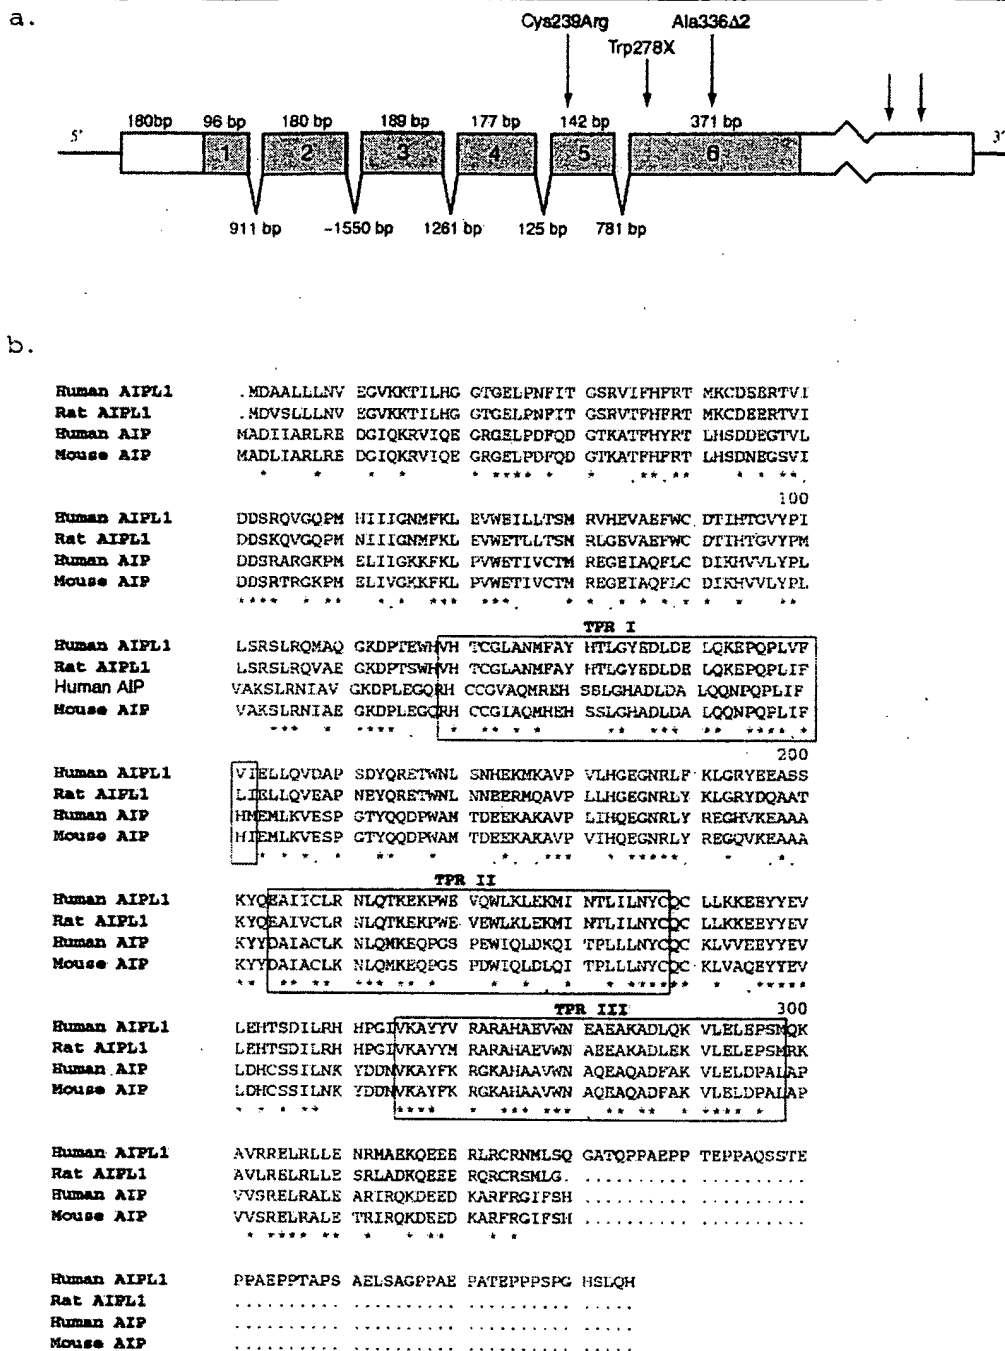 a.
Cys239Arg Ala336Δ2
Trp278X
5' 180bp 96 bp 180 bp 189 bp 177 bp 142 bp 371 bp 3'
1 2 3 4 5 6
911 bp ~1550 bp 1261 bp 125 bp 781 bp
b.
Human AIPL1 .MDAALLLNV EGVKKTILHG GTGELPNFIT GSRVIFHFRT MKCDSERTVI
Rat AIPL1 .MDVSLLLNV EGVKKTILHG GTGELPNFIT GSRVTFHFRT MKCDEERTVI
Human AIP MADIIARLRE DGIQKRVIQE GRGELPDFQD GTKATFHYRT LHSDDEGTVL
Mouse AIP MADLIARLRE DGIQKRVIQE GRGELPDFQD GTKATFHFRT LHSDNEGSVI
100
Human AIPL1 DDSRQVGQPM HIIIGNMFKL EVWEILLTSM RVHEVAEFWC DTIHTGVYPI
Rat AIPL1 DDSKQVGQPM NIIIGNMFKL EVWETLLTSM RLGEVAEFWC DTIHTGVYPM
Human AIP DDSRARGKPM ELIIGKKFKL PVWETIVCTM REGEIAQFLC DIKHVVLYPL
Mouse AIP DDSRTRGKPM ELIVGKKFKL PVWETIVCTM REGEIAQFLC DIKHVVLYPL
TPR I
Human AIPL1 LSRSLRQMAQ GKDPTEWHVH TCGLANMFAY HTLGYEDLDE LQKEPQPLVF
Rat AIPL1 LSRSLRQVAE GKDPTSWHVH TCGLANMFAY HTLGYEDLDE LQKEPQPLIF
Human AIP VAKSLRNIAV GKDPLEGQRH CCGVAQMREH SSLGHADLDA LQQNPQPLIF
Mouse AIP VAKSLRNIAE GKDPLEGQRH CCGIAQMHEH SSLGHADLDA LQQNPQPLIF
200
Human AIPL1 VIELLQVDAP SDYQRETWNL SNHEKMKAVP VLHGEGNRLF KLGRYEEASS
Rat AIPL1 LIELLQVEAP NEYQRETWNL NNEERMQAVP LLHGEGNRLY KLGRYDQAAT
Human AIP HMEMLKVESP GTYQQDPWAM TDEEKAKAVP LIHQEGNRLY REGHVKEAAA
Mouse AIP HIEMLKVESP GTYQQDPWAM TDEEKAKAVP VIHQEGNRLY REGQVKEAAA
TPR II
Human AIPL1 KYQEAIICLR NLQTKEKPWE VQWLKLEKMI NTLILNYCQC LLKKEEYYEV
Rat AIPL1 KYQEAIVCLR NLQTKEKPWE VEWLKLEKMI NTLILNYCQC LLKKEEYYEV
Human AIP KYYDAIACLK NLQMKEQPGS PEWIQLDKQI TPLLLNYCQC KLVVEEYYEV
Mouse AIP KYYDAIACLK NLQMKEQPGS PDWIQLDLQI TPLLLNYCQC KLVAQEYYEV
TPR III 300
Human AIPL1 LEHTSDILRH HPGIVKAYYV RARAHAEVWN EAEAKADLQK VLELEPSMQK
Rat AIPL1 LEHTSDILRH HPGIVKAYYM RARAHAEVWN AEEAKADLEK VLELEPSMRK
Human AIP LDHCSSILNK YDDNVKAYFK RGKAHAAVWN AQEAQADFAK VLELDPALAP
Mouse AIP LDHCSSILNK YDDNVKAYFK RGKAHAAVWN AQEAQADFAK VLELDPALAP
Human AIPL1 AVRRELRLLE NRMAEKQEEE RLRCRNMLSQ GATQPPAEPP TEPPAQSSTE
Rat AIPL1 AVLRELRLLE SRLADKQEEE RQRCRSMLG. .......... ..........
Human AIP VVSRELRALE ARIRQKDEED KARFRGIFSH .......... ..........
Mouse AIP VVSRELRALE TRIRQKDEED KARFRGIFSH .......... ..........
Human AIPL1 PPAEPPTAPS AELSAGPPAE PATEPPPSPG HSLQH
Rat AIPL1 .......... .......... .......... .....
Human AIP .......... .......... .......... .....
Mouse AIP .......... .......... .......... .....